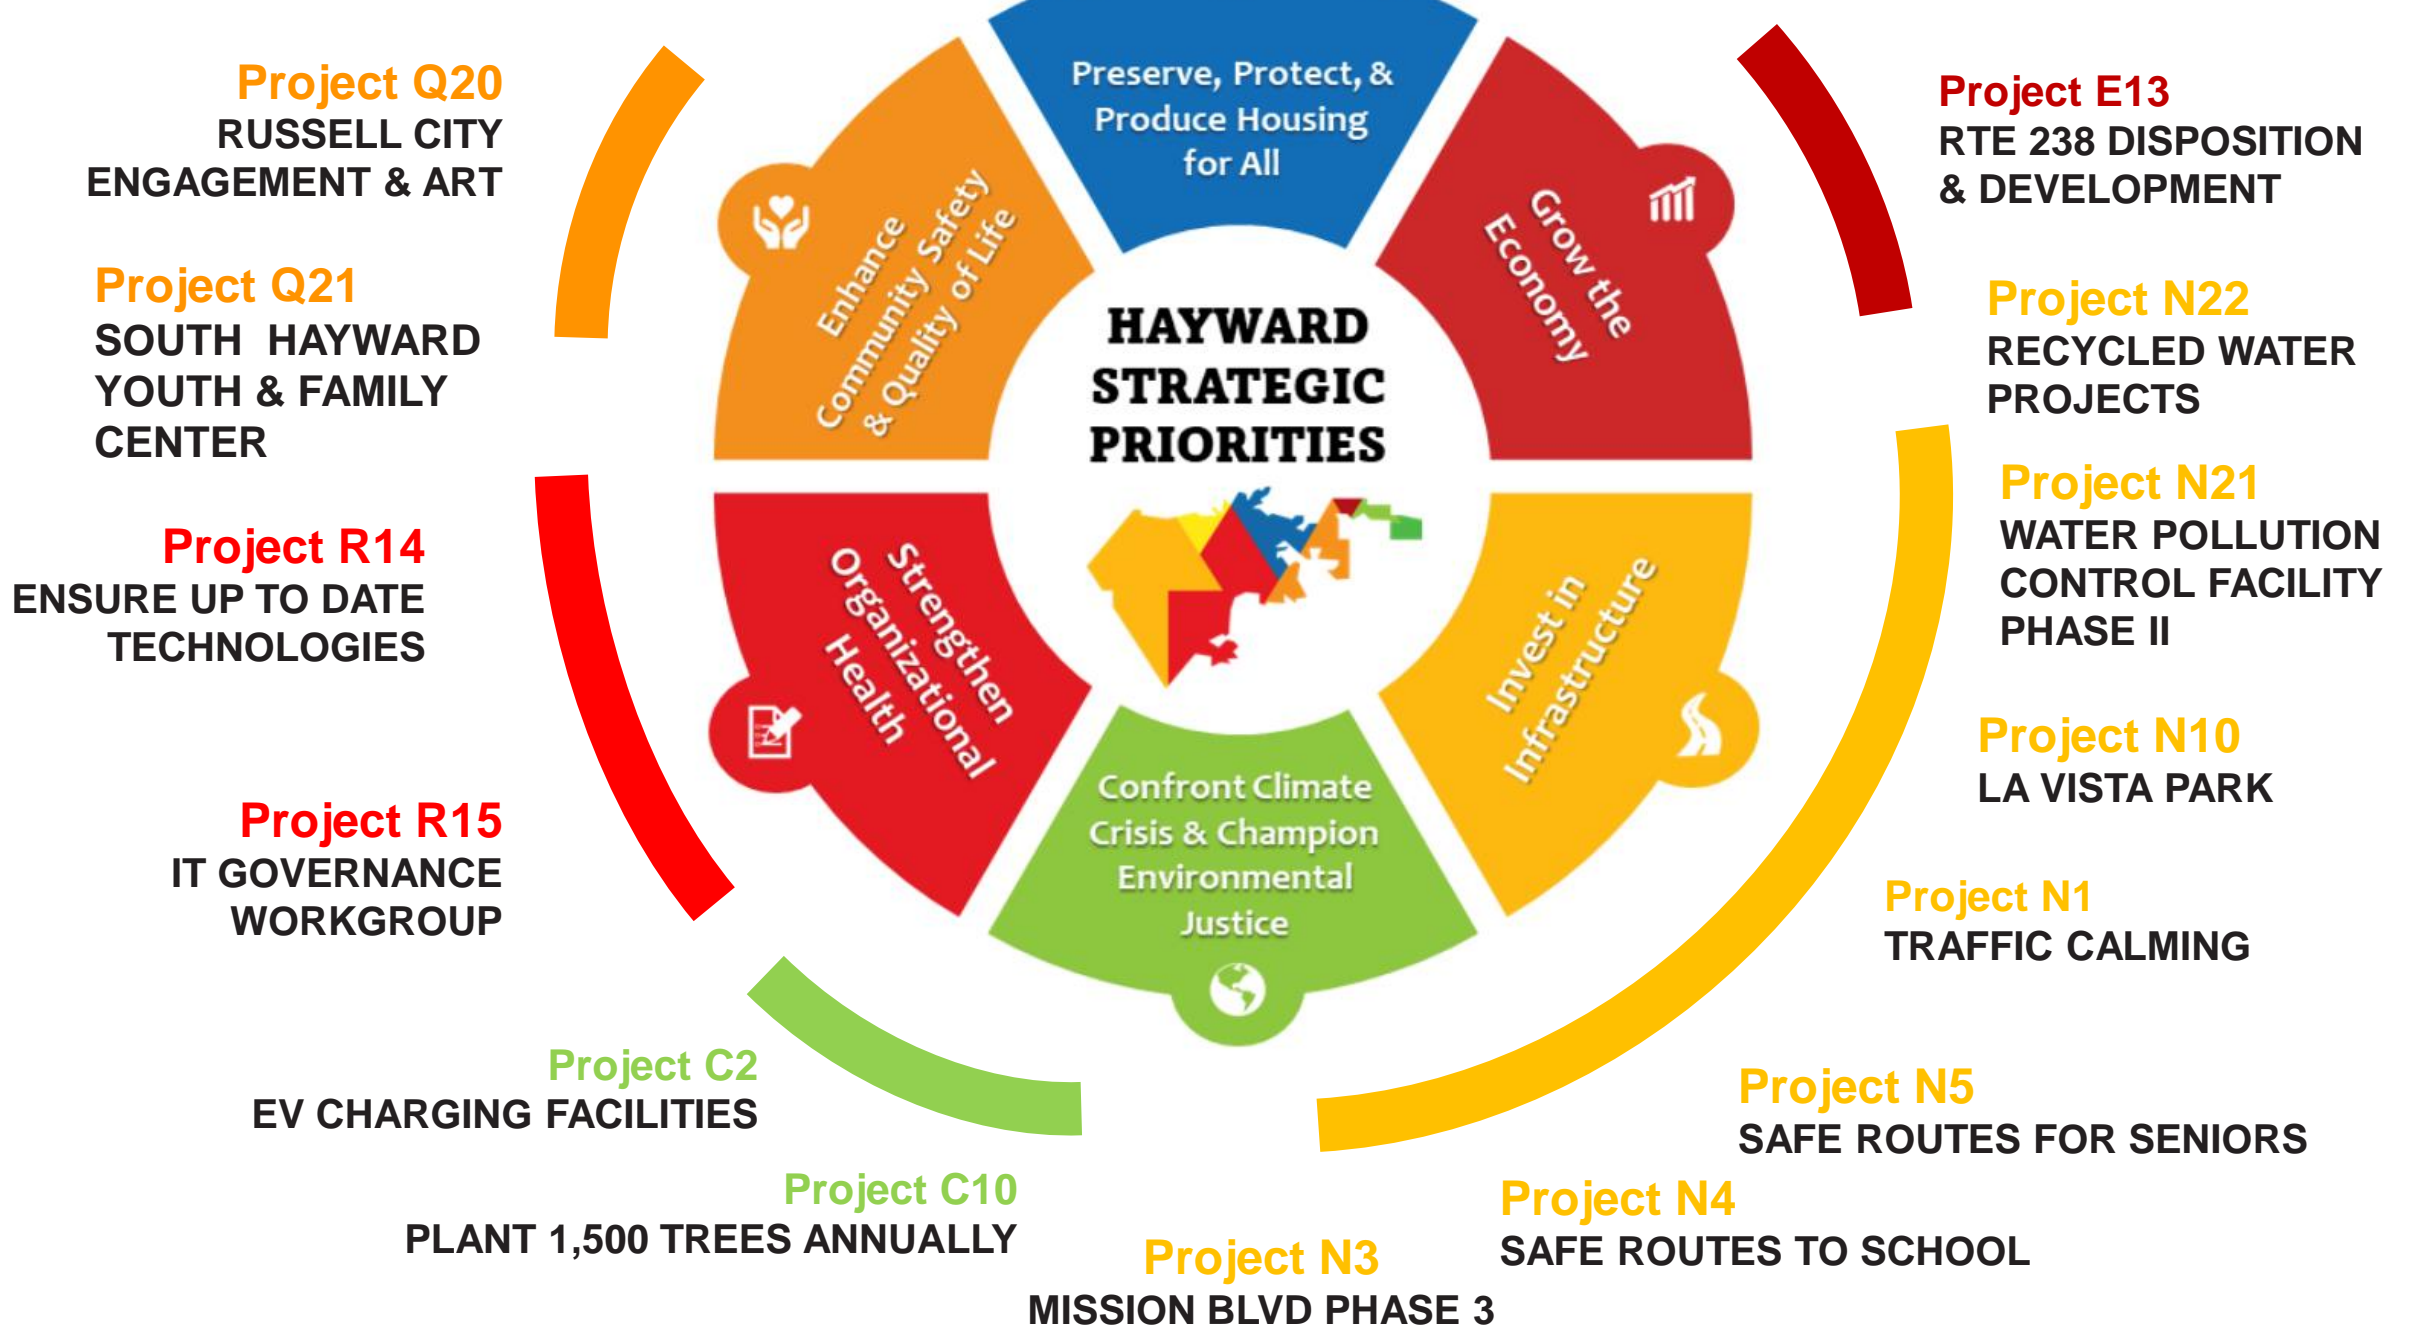 Project Q20
RUSSELL CITY
ENGAGEMENT & ART
Project Q21
SOUTH HAYWARD
YOUTH & FAMILY
CENTER
Project R14
ENSURE UP TO DATE
TECHNOLOGIES
Project R15
IT GOVERNANCE
WORKGROUP
Project C2
EV CHARGING FACILITIES
Project C10
PLANT 1,500 TREES ANNUALLY
Preserve, Protect, &
Produce Housing
for All
Enhance
Community Safety
& Quality of Life
Grow the
Economy
HAYWARD
STRATEGIC
PRIORITIES
Strengthen
Organizational
Health
Invest in
Infrastructure
Confront Climate
Crisis & Champion
Environmental
Justice
Project E13
RTE 238 DISPOSITION
& DEVELOPMENT
Project N22
RECYCLED WATER
PROJECTS
Project N21
WATER POLLUTION
CONTROL FACILITY
PHASE II
Project N10
LA VISTA PARK
Project N1
TRAFFIC CALMING
Project N5
SAFE ROUTES FOR SENIORS
Project N4
SAFE ROUTES TO SCHOOL
Project N3
MISSION BLVD PHASE 3